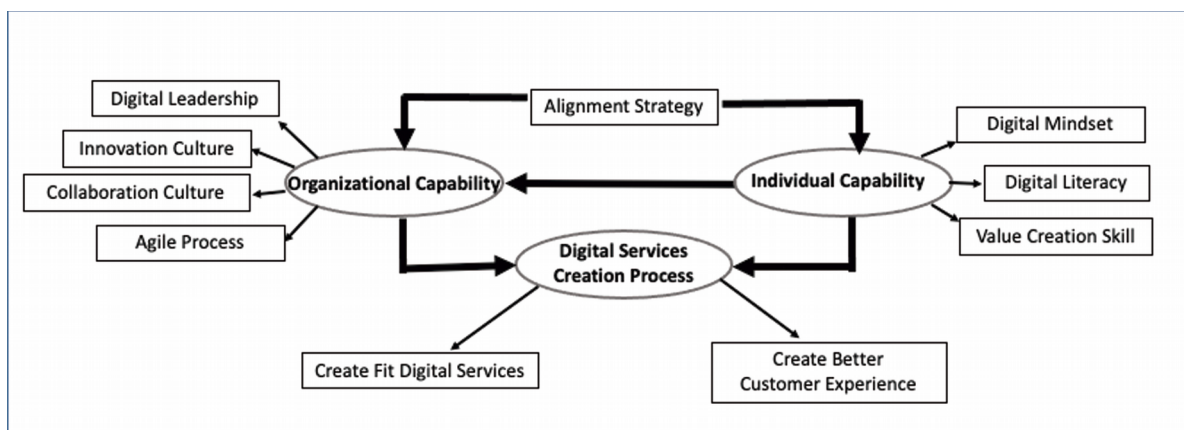 Alignment Strategy
Digital Leadership
Innovation Culture
Collaboration Culture
Agile Process
Organizational Capability
Individual Capability
Digital Mindset
Digital Literacy
Value Creation Skill
Digital Services
Creation Process
Create Fit Digital Services
Create Better
Customer Experience